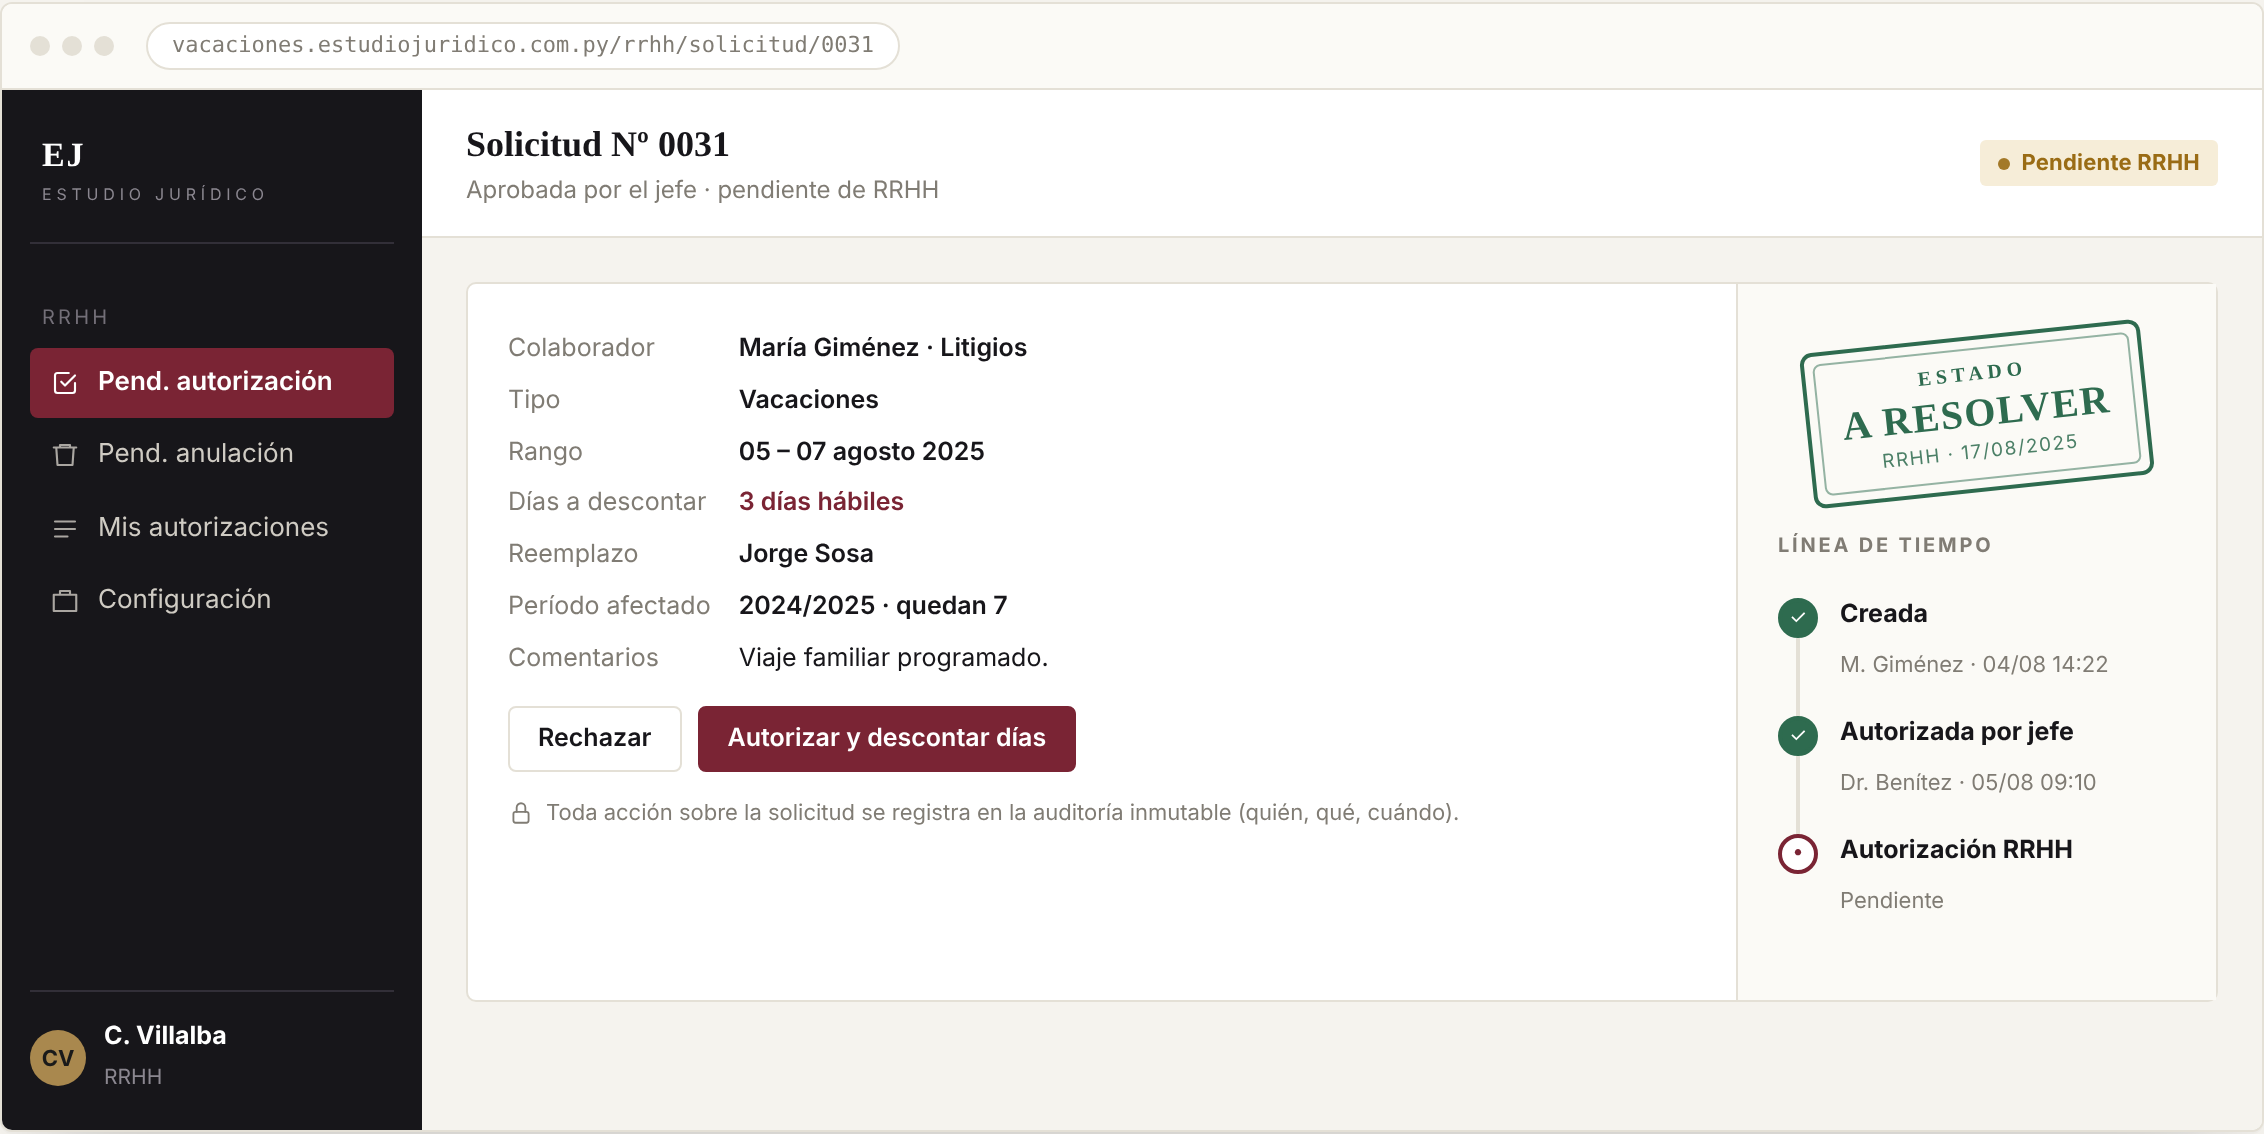 vacaciones.estudiojuridico.com.py/rrhh/solicitud/0031
EJ
ESTUDIO JURÍDICO
RRHH
Pend. autorización
Pend. anulación
Mis autorizaciones
Configuración
CV
C. Villalba
RRHH
Solicitud Nº 0031
Aprobada por el jefe · pendiente de RRHH
Pendiente RRHH
Colaborador María Giménez · Litigios
Tipo Vacaciones
Rango 05 – 07 agosto 2025
Días a descontar 3 días hábiles
Reemplazo Jorge Sosa
Período afectado 2024/2025 · quedan 7
Comentarios Viaje familiar programado.
Rechazar Autorizar y descontar días
Toda acción sobre la solicitud se registra en la auditoría inmutable (quién, qué, cuándo).
ESTADO
A RESOLVER
RRHH · 17/08/2025
LÍNEA DE TIEMPO
Creada
M. Giménez · 04/08 14:22
Autorizada por jefe
Dr. Benítez · 05/08 09:10
Autorización RRHH
Pendiente